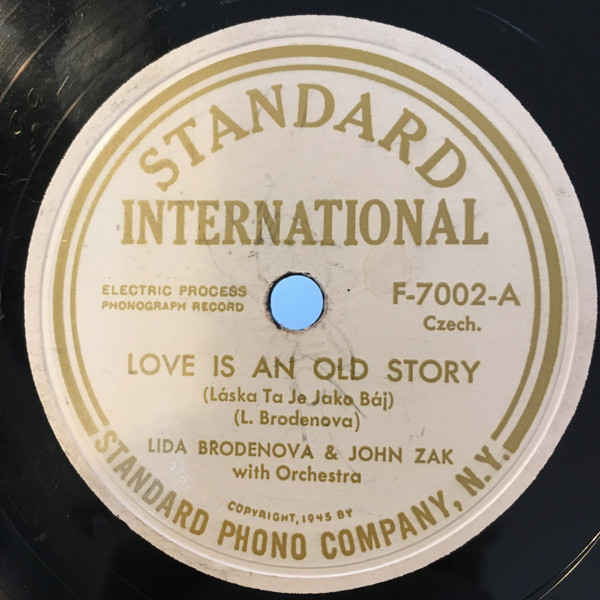 STANDARD
INTERNATIONAL
ELECTRIC PROCESS
PHONOGRAPH RECORD
F-7002-A
Czech.
LOVE IS AN OLD STORY
(Láska Ta Je Jako Báj)
(L. Brodenova)
LIDA BRODENOVA & JOHN ZAK
with Orchestra
COPYRIGHT, 1945 BY
STANDARD PHONO COMPANY, N.Y.